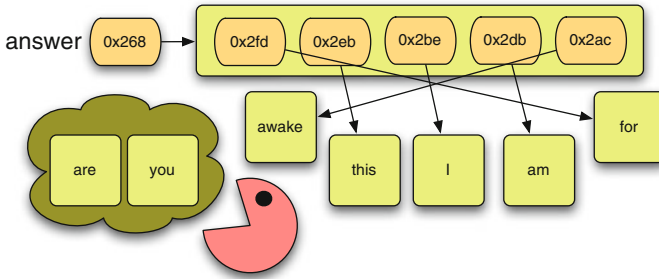 answer 0x268 0x2fd 0x2eb 0x2be 0x2db 0x2ac
awake for
are you this I am